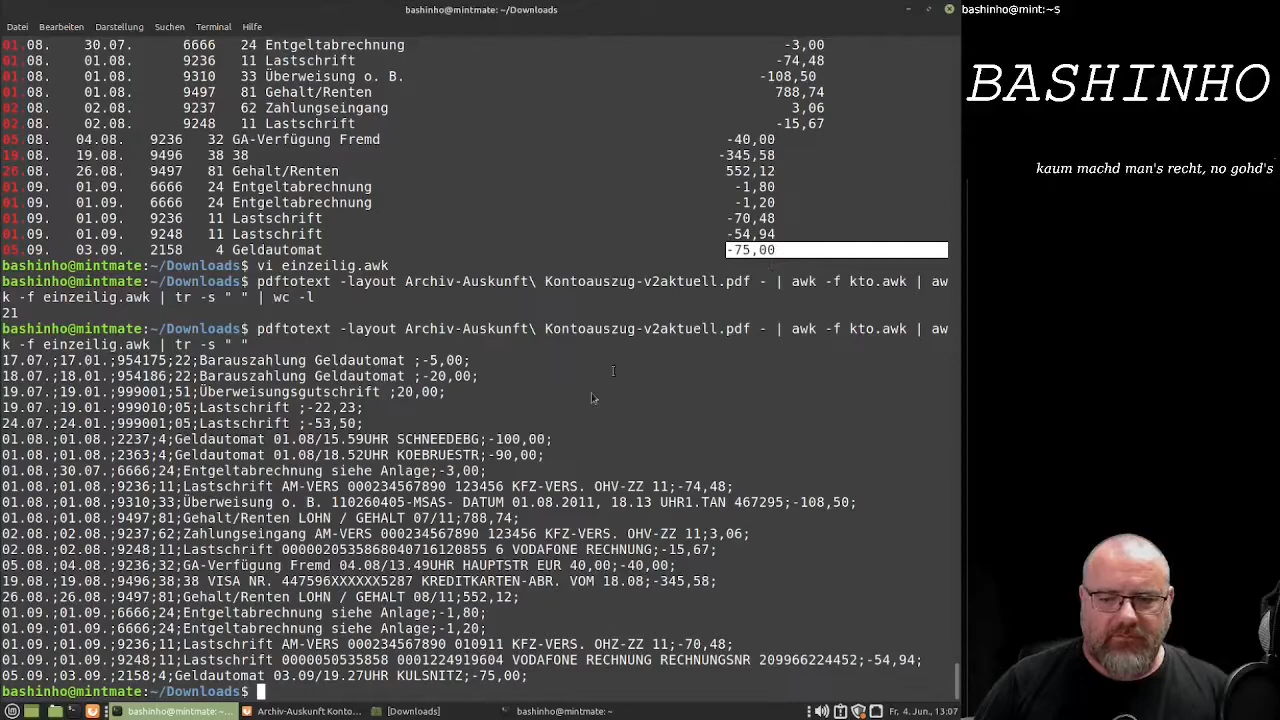 bashinho@mintmate: ~/Downloads
bashinho@mint:~$
Datei Bearbeiten Darstellung Suchen Terminal Hilfe
01.08. 30.07. 6666 24 Entgeltabrechnung -3,00
01.08. 01.08. 9236 11 Lastschrift -74,48
01.08. 01.08. 9310 33 Überweisung o. B. -108,50
01.08. 01.08. 9497 81 Gehalt/Renten 788,74
02.08. 02.08. 9237 62 Zahlungseingang 3,06
02.08. 02.08. 9248 11 Lastschrift -15,67
05.08. 04.08. 9236 32 GA-Verfügung Fremd -40,00
19.08. 19.08. 9496 38 38 -345,58
26.08. 26.08. 9497 81 Gehalt/Renten 552,12
01.09. 01.09. 6666 24 Entgeltabrechnung -1,80
01.09. 01.09. 6666 24 Entgeltabrechnung -1,20
01.09. 01.09. 9236 11 Lastschrift -70,48
01.09. 01.09. 9248 11 Lastschrift -54,94
05.09. 03.09. 2158 4 Geldautomat -75,00
bashinho@mintmate:~/Downloads$ vi einzeilig.awk
bashinho@mintmate:~/Downloads$ pdftotext -layout Archiv-Auskunft\ Kontoauszug-v2aktuell.pdf - | awk -f kto.awk | aw
k -f einzeilig.awk | tr -s " " | wc -l
21
bashinho@mintmate:~/Downloads$ pdftotext -layout Archiv-Auskunft\ Kontoauszug-v2aktuell.pdf - | awk -f kto.awk | aw
k -f einzeilig.awk | tr -s " "
17.07.;17.01.;954175;22;Barauszahlung Geldautomat ;-5,00;
18.07.;18.01.;954186;22;Barauszahlung Geldautomat ;-20,00;
19.07.;19.01.;999001;51;Überweisungsgutschrift ;20,00;
19.07.;19.01.;999010;05;Lastschrift ;-22,23;
24.07.;24.01.;999001;05;Lastschrift ;-53,50;
01.08.;01.08.;2237;4;Geldautomat 01.08/15.59UHR SCHNEEDEBG;-100,00;
01.08.;01.08.;2363;4;Geldautomat 01.08/18.52UHR KOEBRUESTR;-90,00;
01.08.;30.07.;6666;24;Entgeltabrechnung siehe Anlage;-3,00;
01.08.;01.08.;9236;11;Lastschrift AM-VERS 000234567890 123456 KFZ-VERS. OHV-ZZ 11;-74,48;
01.08.;01.08.;9310;33;Überweisung o. B. 110260405-MSAS- DATUM 01.08.2011, 18.13 UHR1.TAN 467295;-108,50;
01.08.;01.08.;9497;81;Gehalt/Renten LOHN / GEHALT 07/11;788,74;
02.08.;02.08.;9237;62;Zahlungseingang AM-VERS 000234567890 123456 KFZ-VERS. OHV-ZZ 11;3,06;
02.08.;02.08.;9248;11;Lastschrift 0000020535868040716120855 6 VODAFONE RECHNUNG;-15,67;
05.08.;04.08.;9236;32;GA-Verfügung Fremd 04.08/13.49UHR HAUPTSTR EUR 40,00;-40,00;
19.08.;19.08.;9496;38;38 VISA NR. 447596XXXXXX5287 KREDITKARTEN-ABR. VOM 18.08;-345,58;
26.08.;26.08.;9497;81;Gehalt/Renten LOHN / GEHALT 08/11;552,12;
01.09.;01.09.;6666;24;Entgeltabrechnung siehe Anlage;-1,80;
01.09.;01.09.;6666;24;Entgeltabrechnung siehe Anlage;-1,20;
01.09.;01.09.;9236;11;Lastschrift AM-VERS 000234567890 010911 KFZ-VERS. OHZ-ZZ 11;-70,48;
01.09.;01.09.;9248;11;Lastschrift 0000050535858 0001224919604 VODAFONE RECHNUNG RECHNUNGSNR 209966224452;-54,94;
05.09.;03.09.;2158;4;Geldautomat 03.09/19.27UHR KULSNITZ;-75,00;
bashinho@mintmate:~/Downloads$
BASHINHO
kaum machd man's recht, no gohd's
bashinho@mintmate: ~/D...
Archiv-Auskunft Konto...
[Downloads]
bashinho@mintmate: ~
Fr, 4. Jun., 13:07